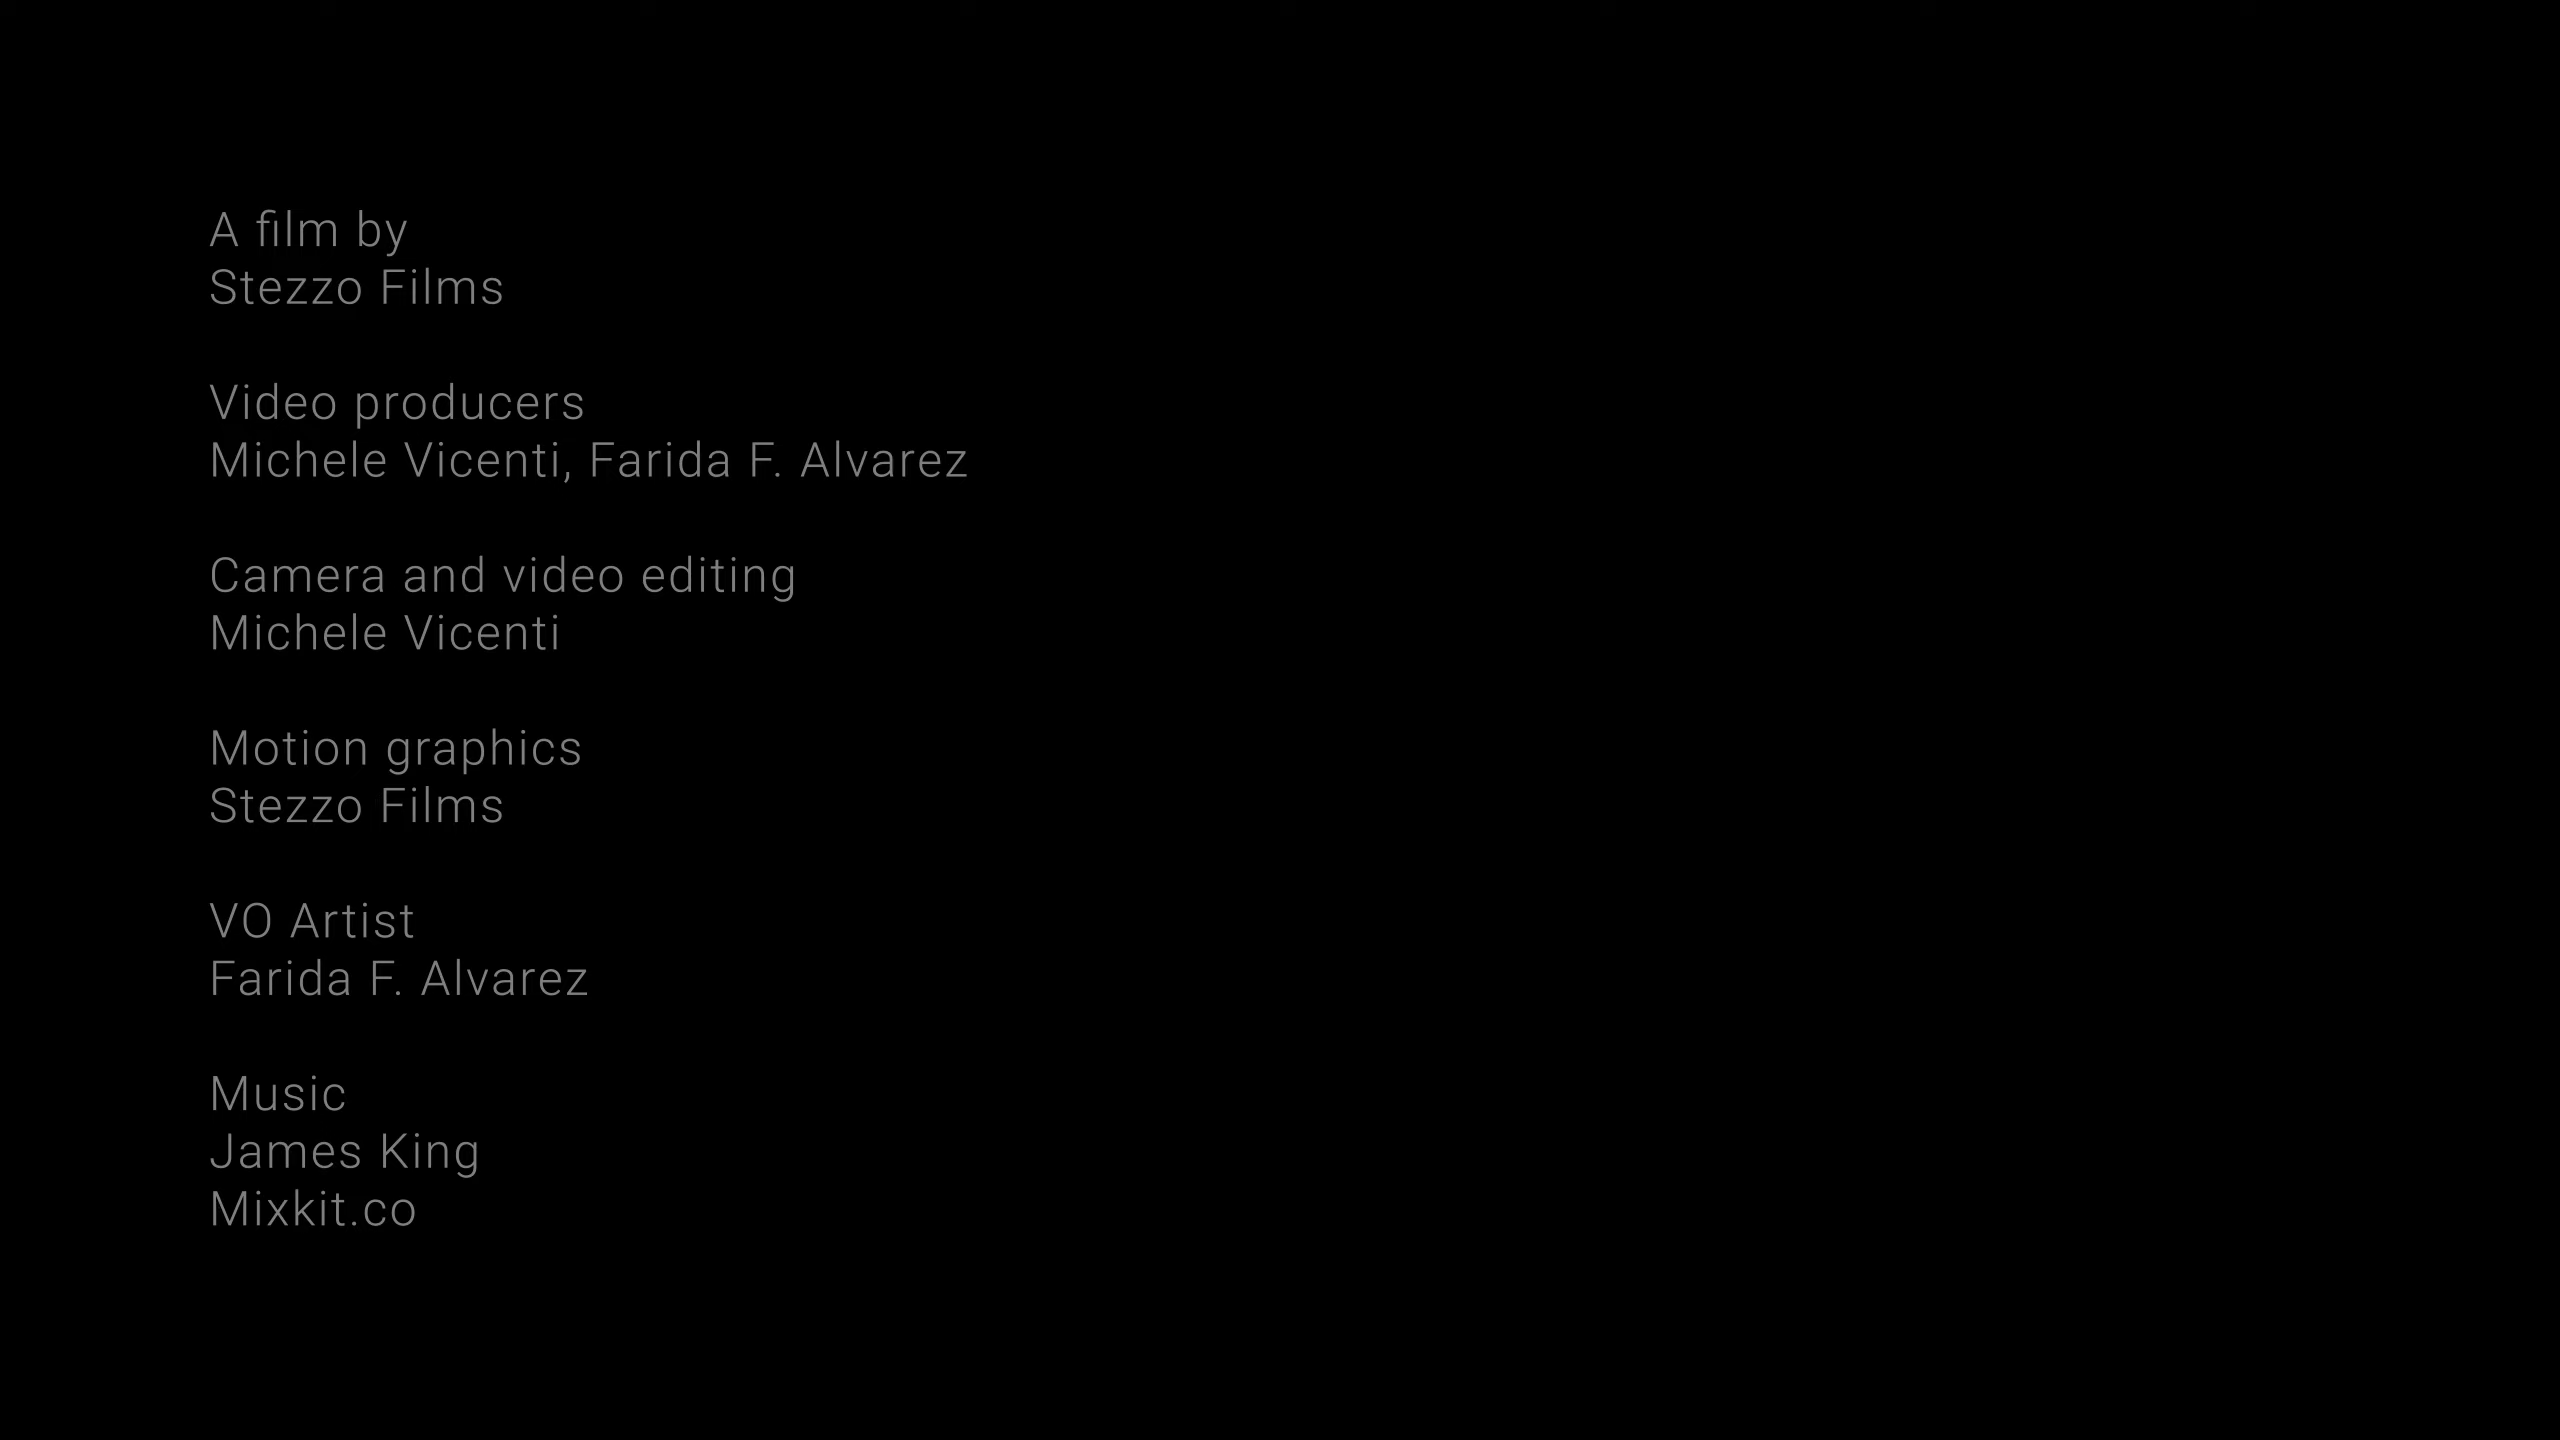 A film by
Stezzo Films
Video producers
Michele Vicenti, Farida F. Alvarez
Camera and video editing
Michele Vicenti
Motion graphics
Stezzo Films
VO Artist
Farida F. Alvarez
Music
James King
Mixkit.co